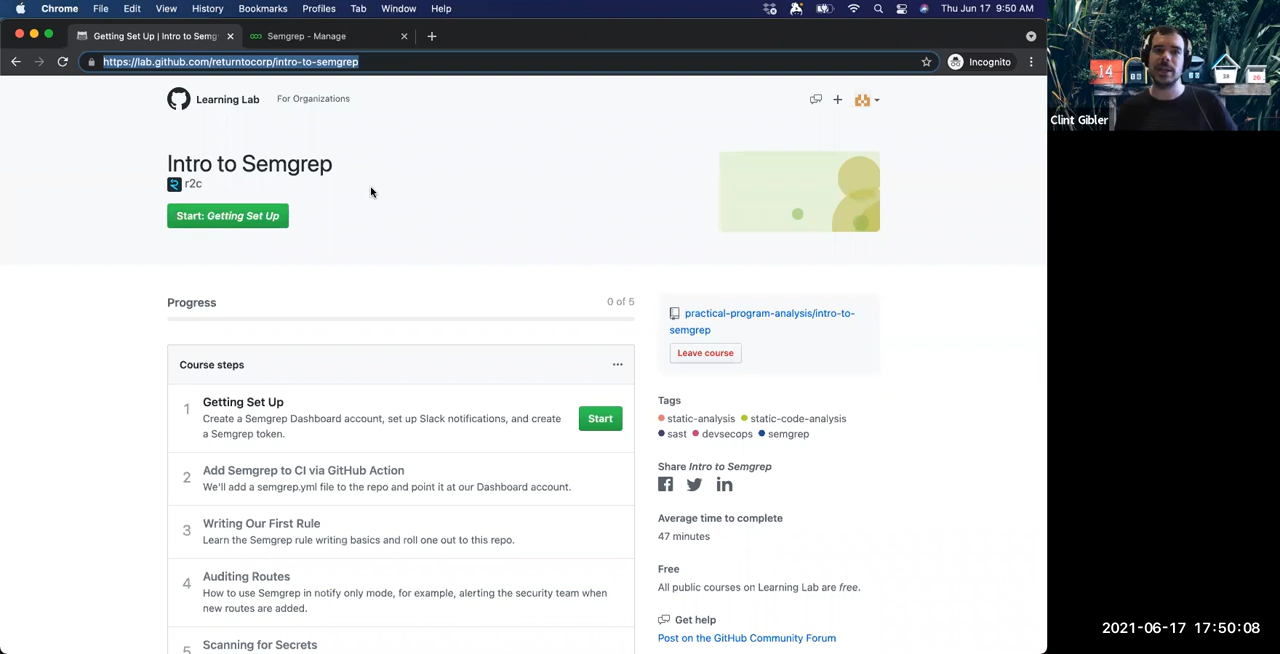 Chrome File Edit View History Bookmarks Profiles Tab Window Help Thu Jun 17 9:50 AM
Getting Set Up | Intro to Semg
Semgrep - Manage
https://lab.github.com/returntocorp/intro-to-semgrep
Incognito
Learning Lab For Organizations
Intro to Semgrep
r2c
Start: Getting Set Up
Progress 0 of 5
Course steps
1 Getting Set Up
Create a Semgrep Dashboard account, set up Slack notifications, and create
a Semgrep token.
Start
2 Add Semgrep to CI via GitHub Action
We'll add a semgrep.yml file to the repo and point it at our Dashboard account.
3 Writing Our First Rule
Learn the Semgrep rule writing basics and roll one out to this repo.
4 Auditing Routes
How to use Semgrep in notify only mode, for example, alerting the security team when
new routes are added.
5 Scanning for Secrets
practical-program-analysis/intro-to-
semgrep
Leave course
Tags
static-analysis static-code-analysis
sast devsecops semgrep
Share Intro to Semgrep
Average time to complete
47 minutes
Free
All public courses on Learning Lab are free.
Get help
Post on the GitHub Community Forum
14
Clint Gibler
2021-06-17 17:50:08